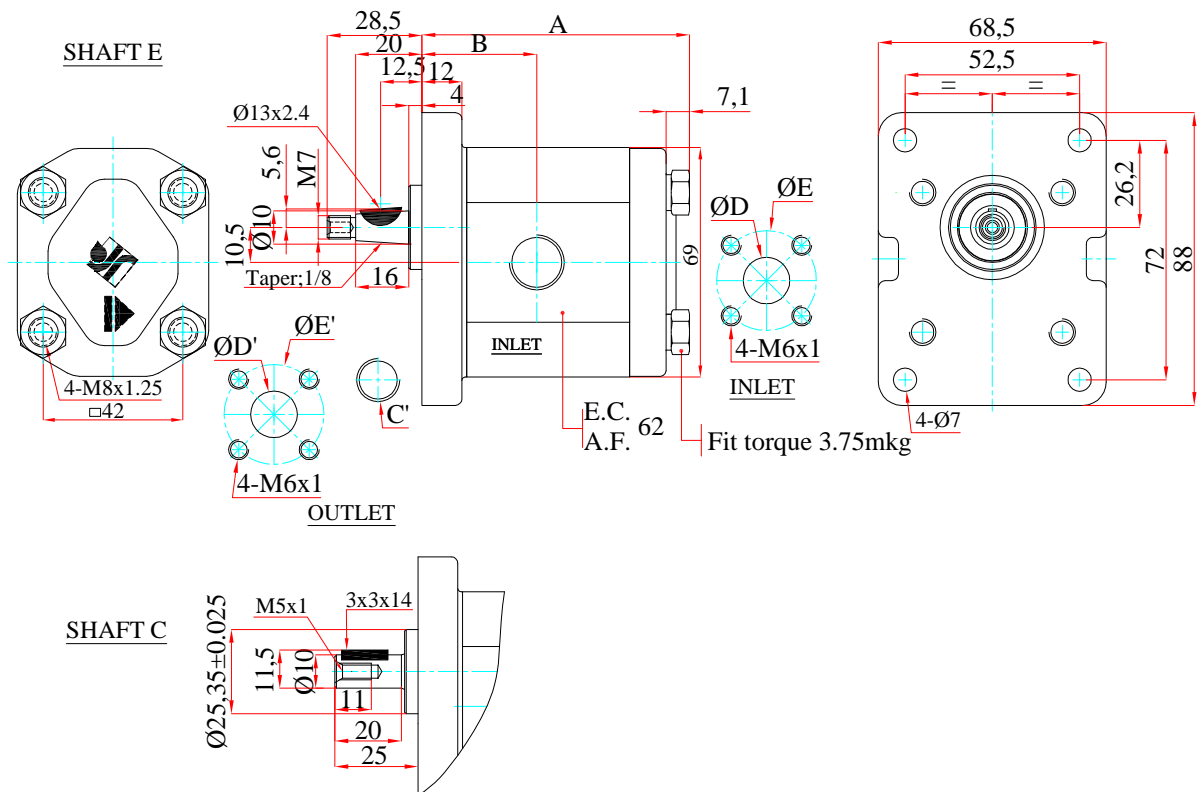 SHAFT E
28,5
A
20
B
12,5
12
4
7,1
Ø13x2.4
5,6
M7
Ø10
10,5
Taper;1/8
16
69
INLET
E.C.
A.F.
62
Fit torque 3.75mkg
4-M8x1.25
□42
ØD'
ØE'
C'
4-M6x1
OUTLET
ØD
ØE
4-M6x1
INLET
68,5
52,5
=
=
26,2
72
88
4-Ø7
SHAFT C
M5x1
3x3x14
Ø25,35±0.025
11,5
Ø10
11
20
25